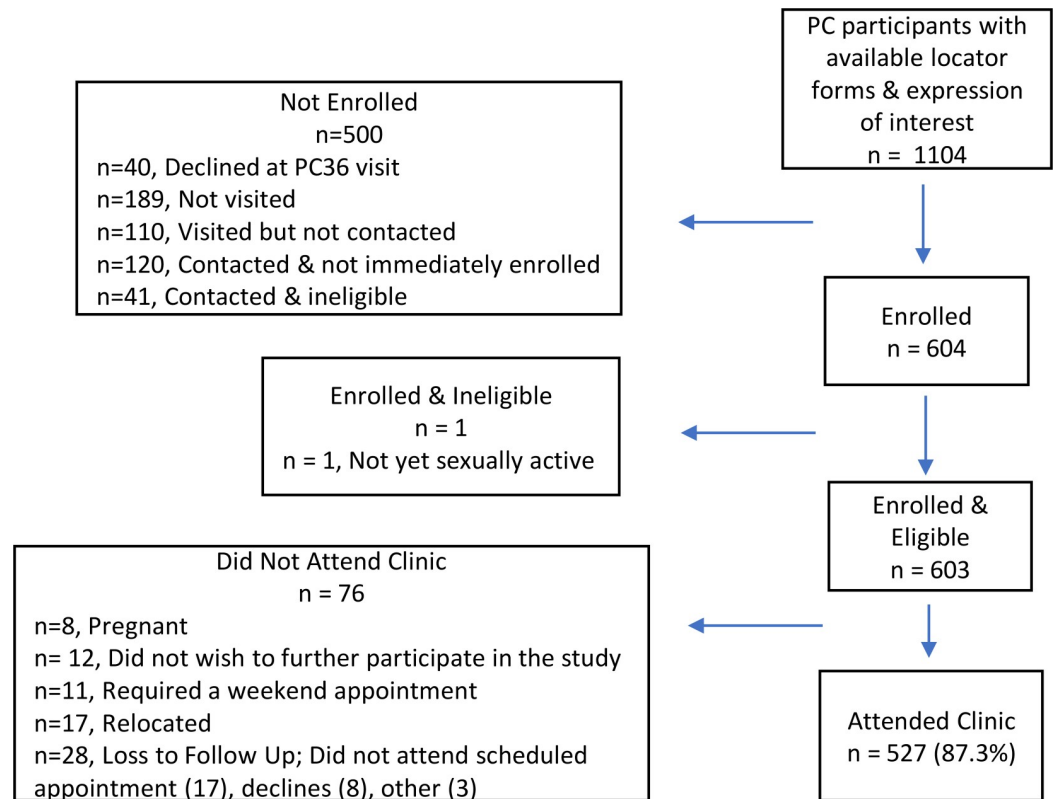 PC participants with
available locator
forms & expression
of interest
n =  1104
Not Enrolled
n=500
n=40, Declined at PC36 visit
n=189, Not visited
n=110, Visited but not contacted
n=120, Contacted & not immediately enrolled
n=41, Contacted & ineligible
Enrolled
n = 604
Enrolled & Ineligible
n = 1
n = 1, Not yet sexually active
Enrolled &
Eligible
n = 603
Did Not Attend Clinic
n = 76
n=8, Pregnant
n= 12, Did not wish to further participate in the study
n=11, Required a weekend appointment
n=17, Relocated
n=28, Loss to Follow Up; Did not attend scheduled
appointment (17), declines (8), other (3)
Attended Clinic
n = 527 (87.3%)